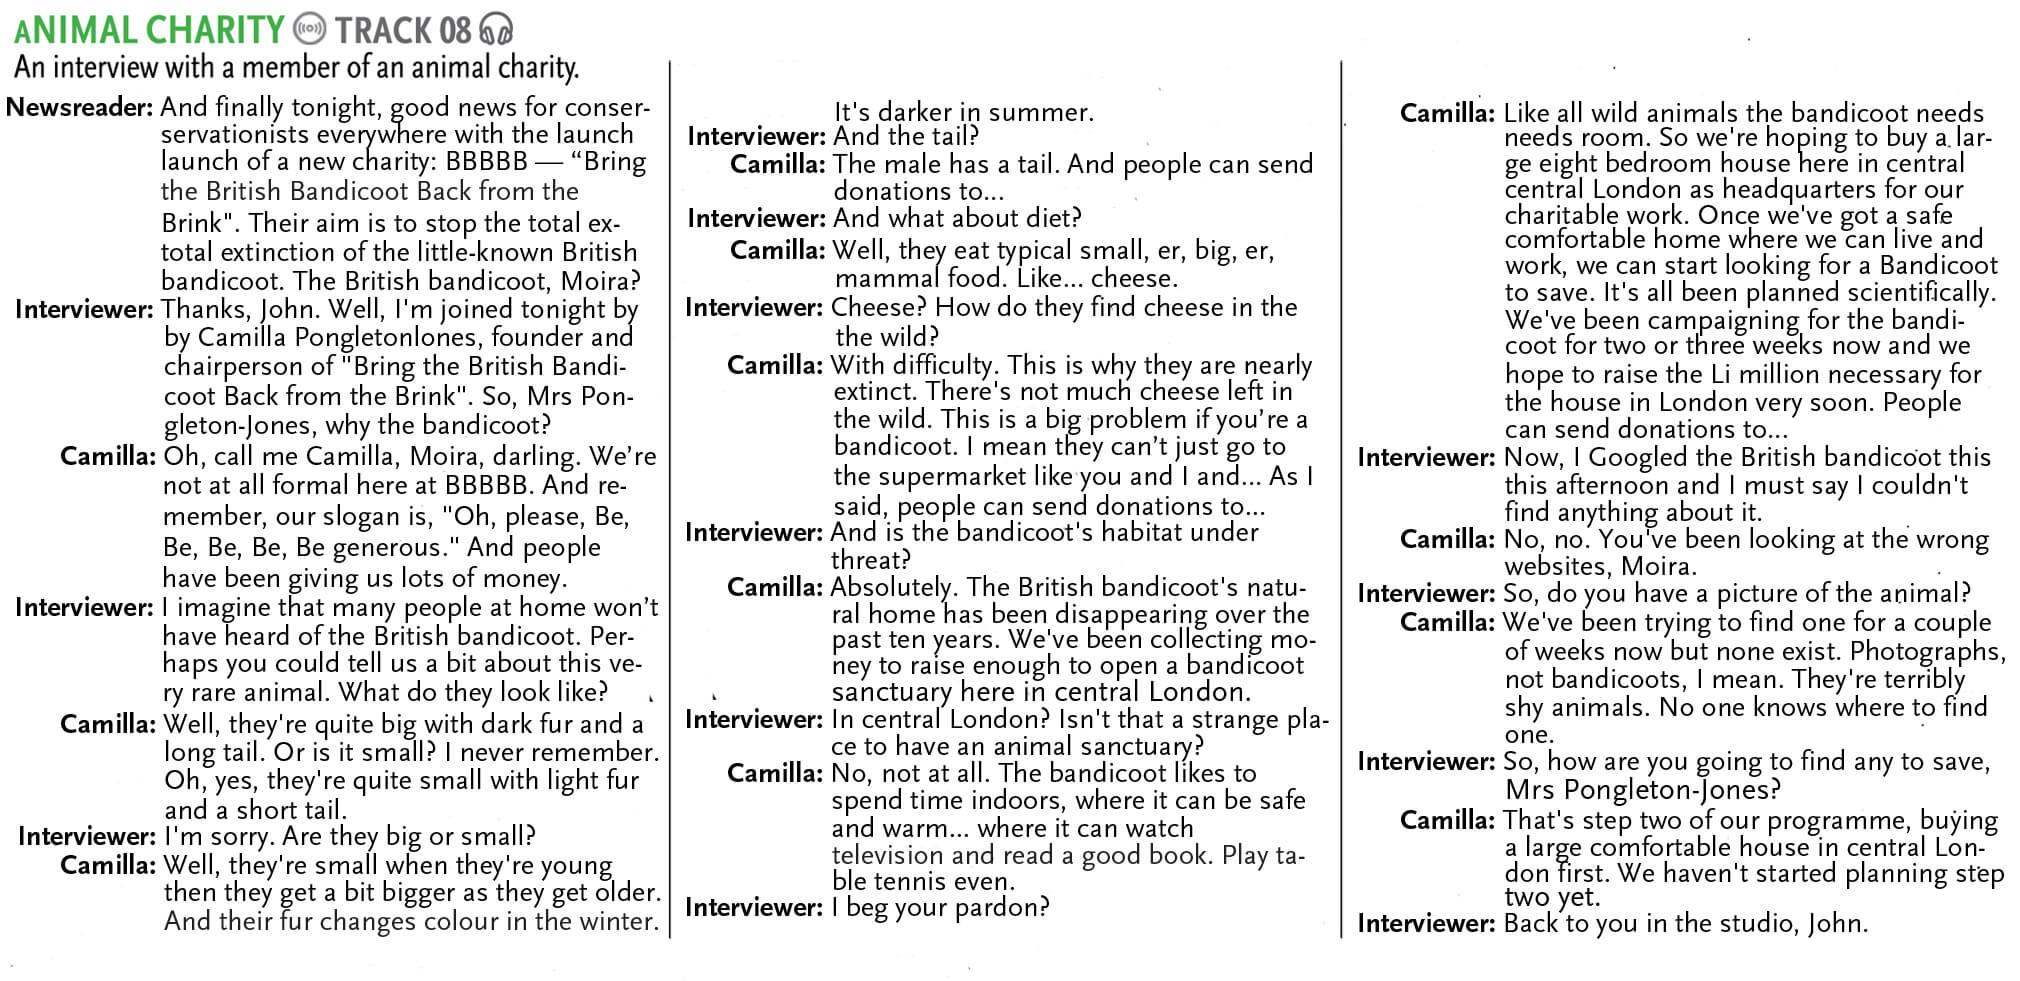 ANIMAL CHARITY TRACK 08
An interview with a member of an animal charity.
Newsreader: And finally tonight, good news for conser-
servationists everywhere with the launch
launch of a new charity: BBBBB — “Bring
the British Bandicoot Back from the
Brink". Their aim is to stop the total ex-
total extinction of the little-known British
bandicoot. The British bandicoot, Moira?
Interviewer: Thanks, John. Well, I'm joined tonight by
by Camilla Pongletonlones, founder and
chairperson of "Bring the British Bandi-
coot Back from the Brink". So, Mrs Pon-
gleton-Jones, why the bandicoot?
Camilla: Oh, call me Camilla, Moira, darling. We’re
not at all formal here at BBBBB. And re-
member, our slogan is, "Oh, please, Be,
Be, Be, Be, Be generous." And people
have been giving us lots of money.
Interviewer: I imagine that many people at home won’t
have heard of the British bandicoot. Per-
haps you could tell us a bit about this ve-
ry rare animal. What do they look like?
Camilla: Well, they're quite big with dark fur and a
long tail. Or is it small? I never remember.
Oh, yes, they're quite small with light fur
and a short tail.
Interviewer: I'm sorry. Are they big or small?
Camilla: Well, they're small when they're young
then they get a bit bigger as they get older.
And their fur changes colour in the winter.
It's darker in summer.
Interviewer: And the tail?
Camilla: The male has a tail. And people can send
donations to...
Interviewer: And what about diet?
Camilla: Well, they eat typical small, er, big, er,
mammal food. Like... cheese.
Interviewer: Cheese? How do they find cheese in the
the wild?
Camilla: With difficulty. This is why they are nearly
extinct. There's not much cheese left in
the wild. This is a big problem if you’re a
bandicoot. I mean they can’t just go to
the supermarket like you and I and... As I
said, people can send donations to...
Interviewer: And is the bandicoot's habitat under
threat?
Camilla: Absolutely. The British bandicoot's natu-
ral home has been disappearing over the
past ten years. We've been collecting mo-
ney to raise enough to open a bandicoot
sanctuary here in central London.
Interviewer: In central London? Isn't that a strange pla-
ce to have an animal sanctuary?
Camilla: No, not at all. The bandicoot likes to
spend time indoors, where it can be safe
and warm... where it can watch
television and read a good book. Play ta-
ble tennis even.
Interviewer: I beg your pardon?
Camilla: Like all wild animals the bandicoot needs
needs room. So we're hoping to buy a lar-
ge eight bedroom house here in central
central London as headquarters for our
charitable work. Once we've got a safe
comfortable home where we can live and
work, we can start looking for a Bandicoot
to save. It's all been planned scientifically.
We've been campaigning for the bandi-
coot for two or three weeks now and we
hope to raise the Li million necessary for
the house in London very soon. People
can send donations to...
Interviewer: Now, I Googled the British bandicoot this
this afternoon and I must say I couldn't
find anything about it.
Camilla: No, no. You've been looking at the wrong
websites, Moira.
Interviewer: So, do you have a picture of the animal?
Camilla: We've been trying to find one for a couple
of weeks now but none exist. Photographs,
not bandicoots, I mean. They're terribly
shy animals. No one knows where to find
one.
Interviewer: So, how are you going to find any to save,
Mrs Pongleton-Jones?
Camilla: That's step two of our programme, buying
a large comfortable house in central Lon-
don first. We haven't started planning step
two yet.
Interviewer: Back to you in the studio, John.